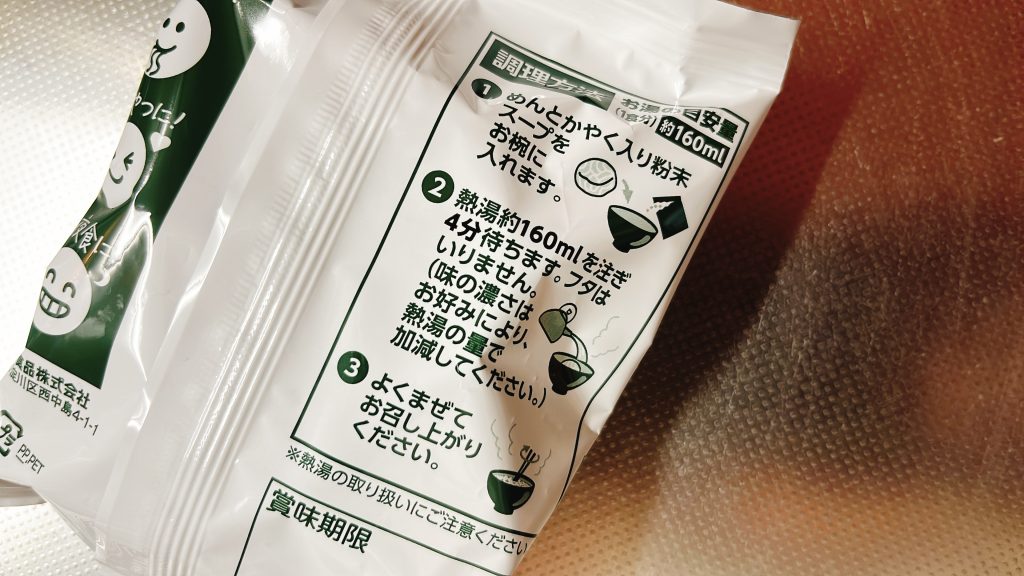 調理方法
お湯の目安量
(1食分)
約160ml
1
めんとかやく入り粉末
スープを
お椀に
入れます。
2
熱湯約160mlを注ぎ
4分待ちます。フタは
いりません。
(味の濃さは
お好みにより、
熱湯の量で
加減してください。)
3
よくまぜて
お召し上がり
ください。
※熱湯の取り扱いにご注意ください
賞味期限
食品株式会社
淀川区西中島4-1-1
プラ
PP,PET